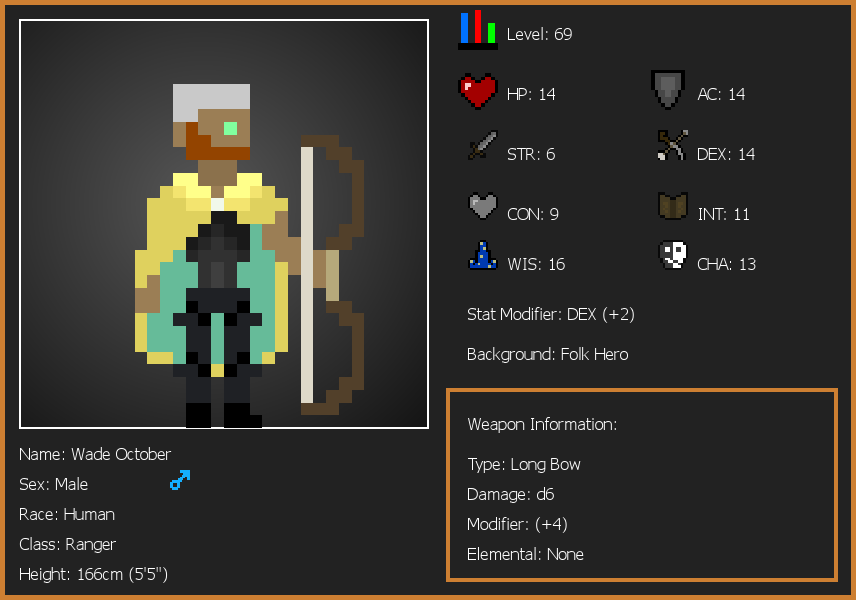 Level: 69
HP: 14
AC: 14
STR: 6
DEX: 14
CON: 9
INT: 11
WIS: 16
CHA: 13
Stat Modifier: DEX (+2)
Background: Folk Hero
Weapon Information:
Type: Long Bow
Damage: d6
Modifier: (+4)
Elemental: None
Name: Wade October
Sex: Male
Race: Human
Class: Ranger
Height: 166cm (5'5")